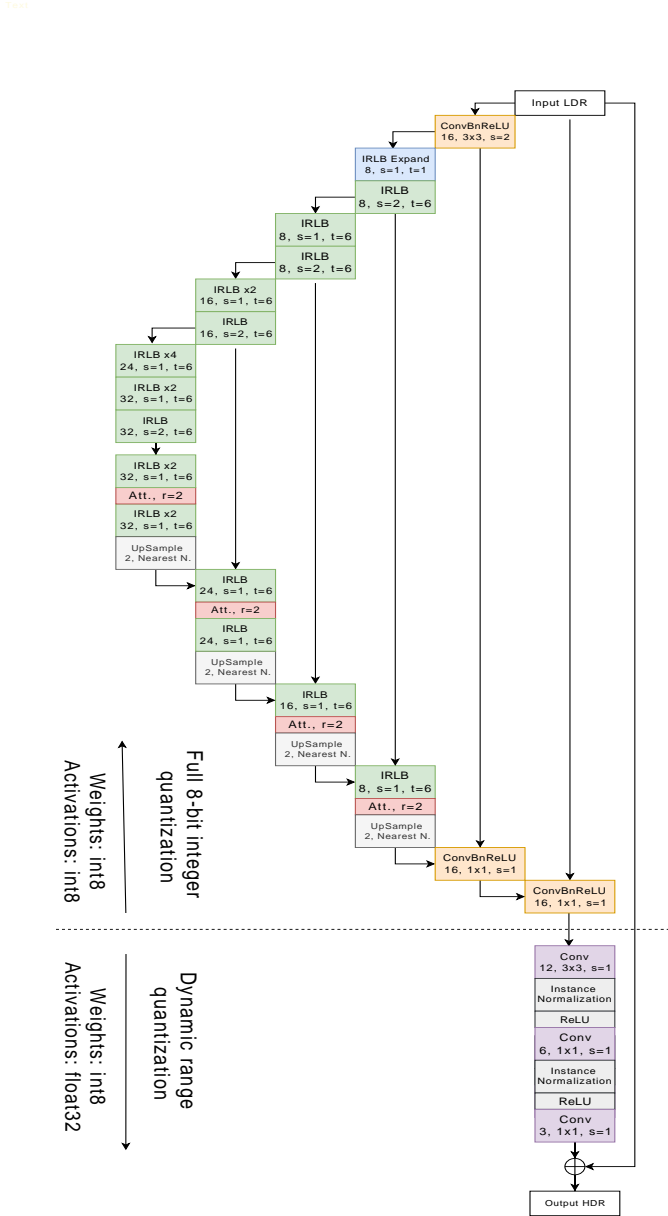 Input LDR
ConvBnReLU
16, 3x3, s=2
IRLB Expand
8, s=1, t=1
IRLB
8, s=2, t=6
IRLB
8, s=1, t=6
IRLB
8, s=2, t=6
IRLB x2
16, s=1, t=6
IRLB
16, s=2, t=6
IRLB x4
24, s=1, t=6
IRLB x2
32, s=1, t=6
IRLB
32, s=2, t=6
IRLB x2
32, s=1, t=6
Att., r=2
IRLB x2
32, s=1, t=6
UpSample
2, Nearest N.
IRLB
24, s=1, t=6
Att., r=2
IRLB
24, s=1, t=6
UpSample
2, Nearest N.
IRLB
16, s=1, t=6
Att., r=2
UpSample
2, Nearest N.
IRLB
8, s=1, t=6
Att., r=2
UpSample
2, Nearest N.
ConvBnReLU
16, 1x1, s=1
ConvBnReLU
16, 1x1, s=1
Full 8-bit integer
quantization
Weights: int8
Activations: int8
Dynamic range
quantization
Weights: int8
Activations: float32
Conv
12, 3x3, s=1
Instance
Normalization
ReLU
Conv
6, 1x1, s=1
Instance
Normalization
ReLU
Conv
3, 1x1, s=1
Output HDR